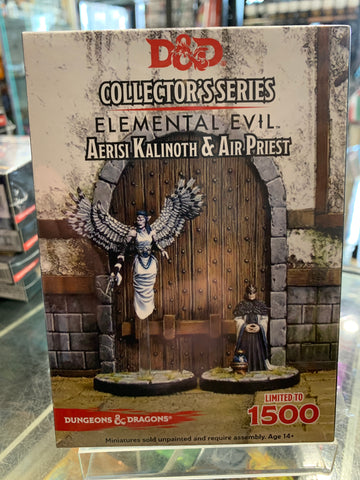 D&D
COLLECTOR'S SERIES
ELEMENTAL EVIL™
AERISI KALINOTH & AIR PRIEST
LIMITED TO
1500
DUNGEONS & DRAGONS®
Miniatures sold unpainted and require assembly. Age 14+